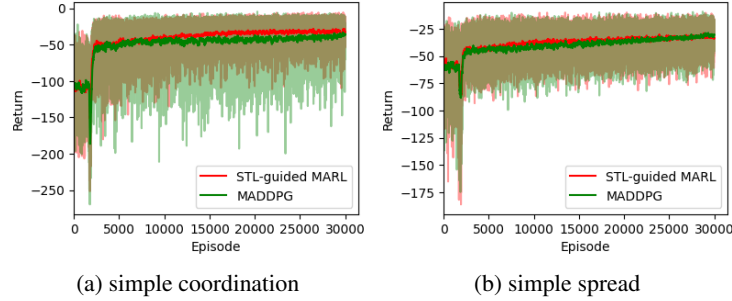 0
−50
−100
−150
−200
−250
Return
0 5000 10000 15000 20000 25000 30000
Episode
STL-guided MARL
MADDPG
(a) simple coordination
−25
−50
−75
−100
−125
−150
−175
Return
0 5000 10000 15000 20000 25000 30000
Episode
STL-guided MARL
MADDPG
(b) simple spread